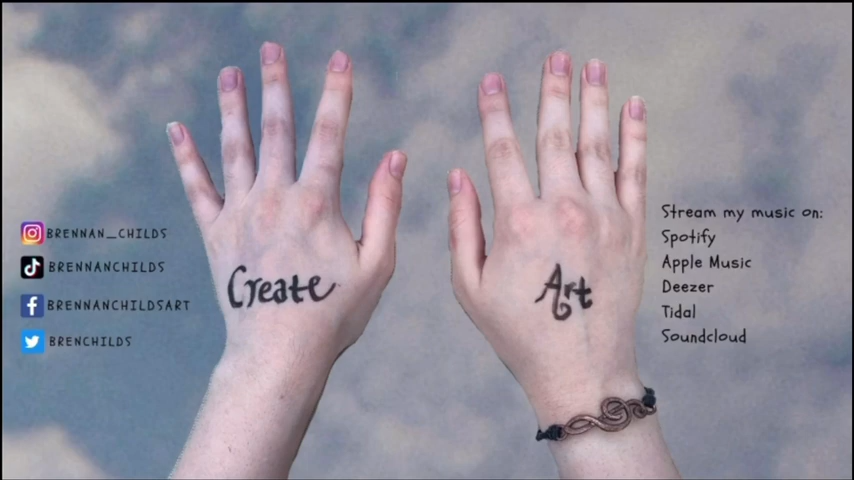 Create
Art
BRENNAN_CHILDS
BRENNANCHILDS
BRENNANCHILDSART
BRENCHILDS
Stream my music on:
Spotify
Apple Music
Deezer
Tidal
Soundcloud